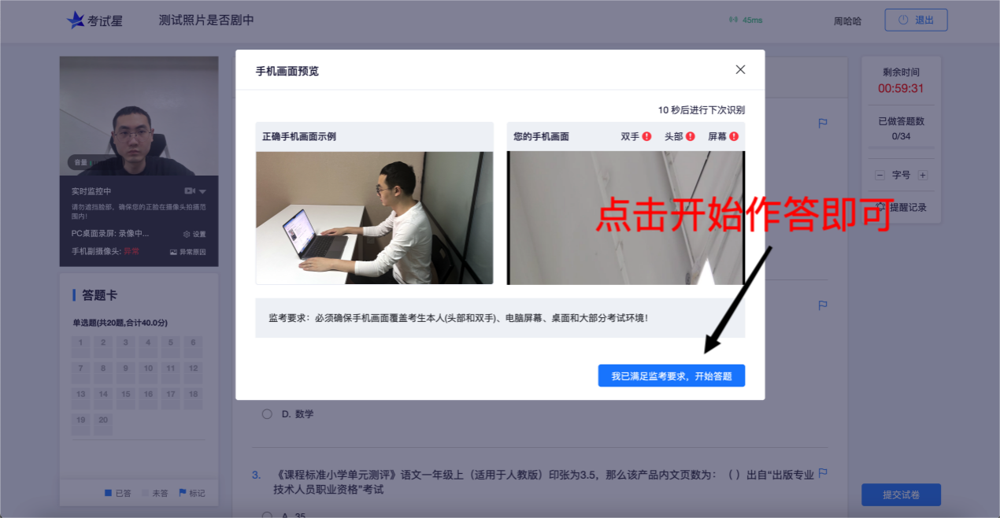 考试星
测试照片是否剧中
45ms
周哈哈
退出
音量
实时监控中
请勿遮挡脸部，确保您的正脸在摄像头拍摄范
围内!
PC桌面录屏: 录像中...
设置
手机副摄像头: 异常
异常原因
答题卡
单选题(共20题,合计40.0分)
1 2 3 4 5 6
7 8 9 10 11 12
13 14 15 16 17 18
19 20
已答 未答 标记
手机画面预览
10 秒后进行下次识别
正确手机画面示例
您的手机画面 双手 头部 屏幕
点击开始作答即可
监考要求：必须确保手机画面覆盖考生本人(头部和双手)、电脑屏幕、桌面和大部分考试环境!
我已满足监考要求，开始答题
D. 数学
3. 《课程标准小学单元测评》语文一年级上（适用于人教版）印张为3.5，那么该产品内文页数为：（ ）出自“出版专业
技术人员职业资格”考试
A. 35
剩余时间
00:59:31
已做答题数
0/34
字号
提醒记录
提交试卷